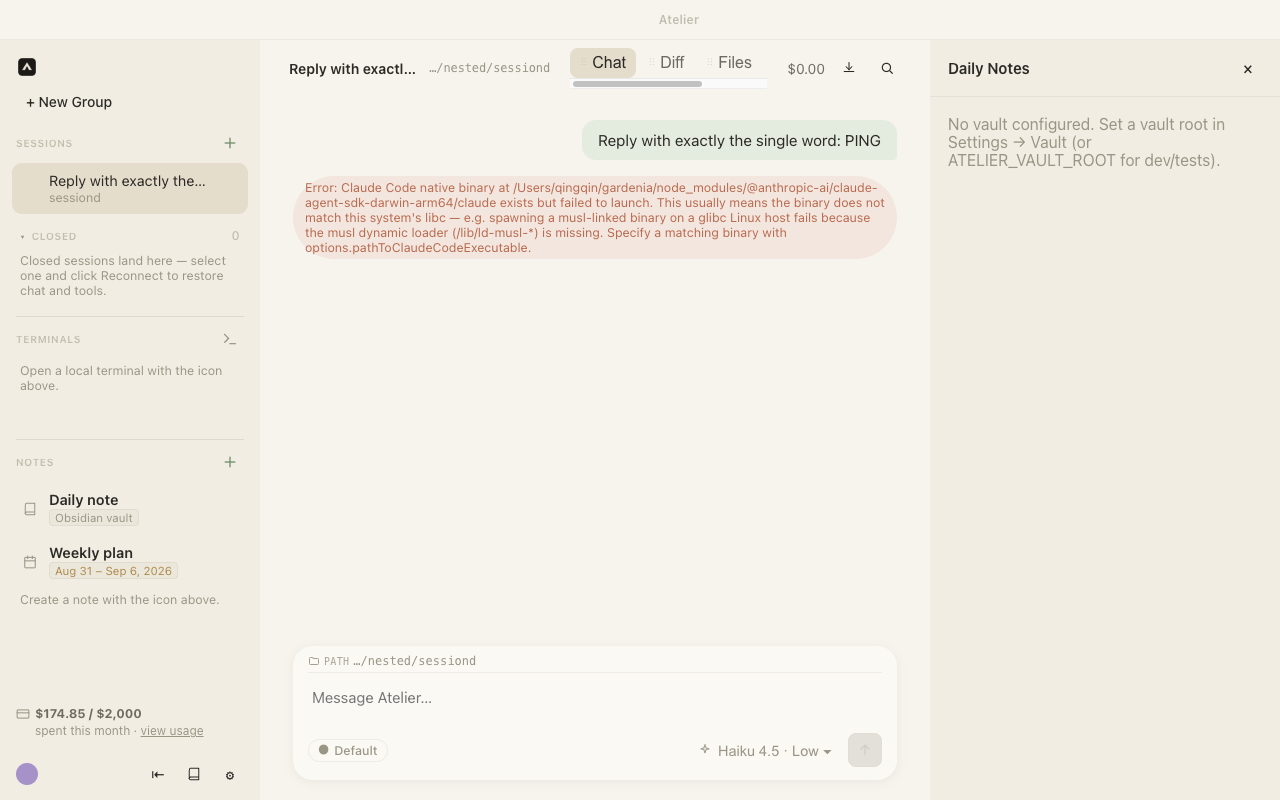 Atelier
+ New Group
SESSIONS
Reply with exactly the...
sessiond
CLOSED
0
Closed sessions land here — select
one and click Reconnect to restore
chat and tools.
TERMINALS
Open a local terminal with the icon
above.
NOTES
Daily note
Obsidian vault
Weekly plan
Aug 31 – Sep 6, 2026
Create a note with the icon above.
$174.85 / $2,000
spent this month · view usage
Reply with exactl...
…/nested/sessiond
Chat
Diff
Files
$0.00
Reply with exactly the single word: PING
Error: Claude Code native binary at /Users/qingqin/gardenia/node_modules/@anthropic-ai/claude-
agent-sdk-darwin-arm64/claude exists but failed to launch. This usually means the binary does not
match this system's libc — e.g. spawning a musl-linked binary on a glibc Linux host fails because
the musl dynamic loader (/lib/ld-musl-*) is missing. Specify a matching binary with
options.pathToClaudeCodeExecutable.
PATH …/nested/sessiond
Message Atelier...
Default
Haiku 4.5 · Low
Daily Notes
No vault configured. Set a vault root in
Settings → Vault (or
ATELIER_VAULT_ROOT for dev/tests).